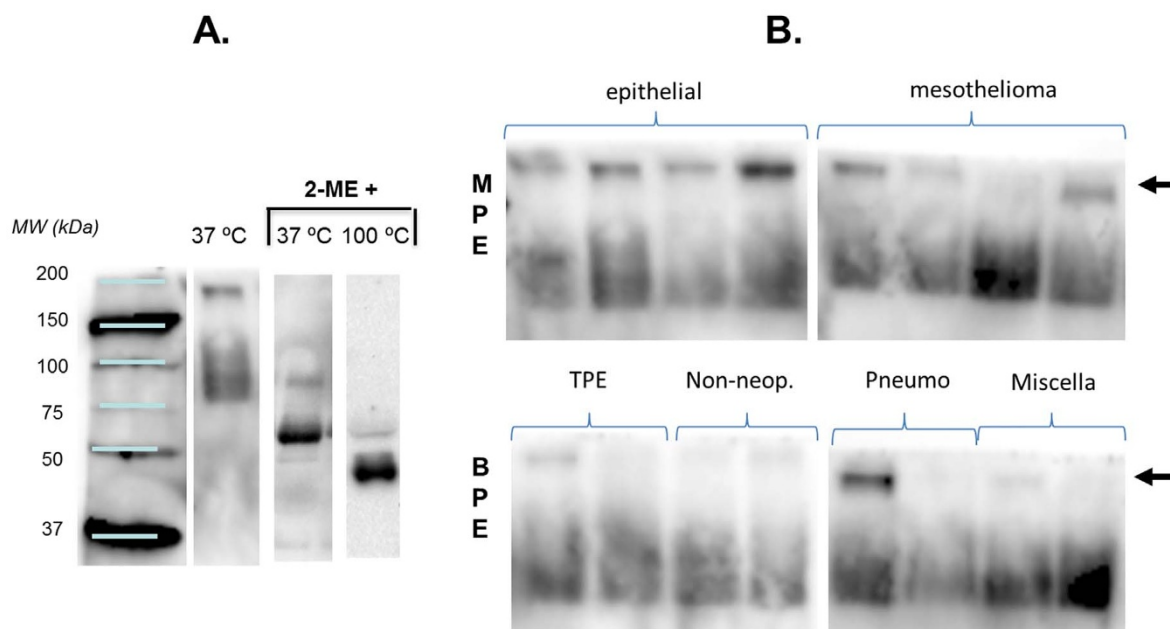 A.
B.
2-ME +
MW (kDa)
37 ºC
37 ºC
100 ºC
200
150
100
75
50
37
epithelial
mesothelioma
M
P
E
TPE
Non-neop.
Pneumo
Miscella
B
P
E